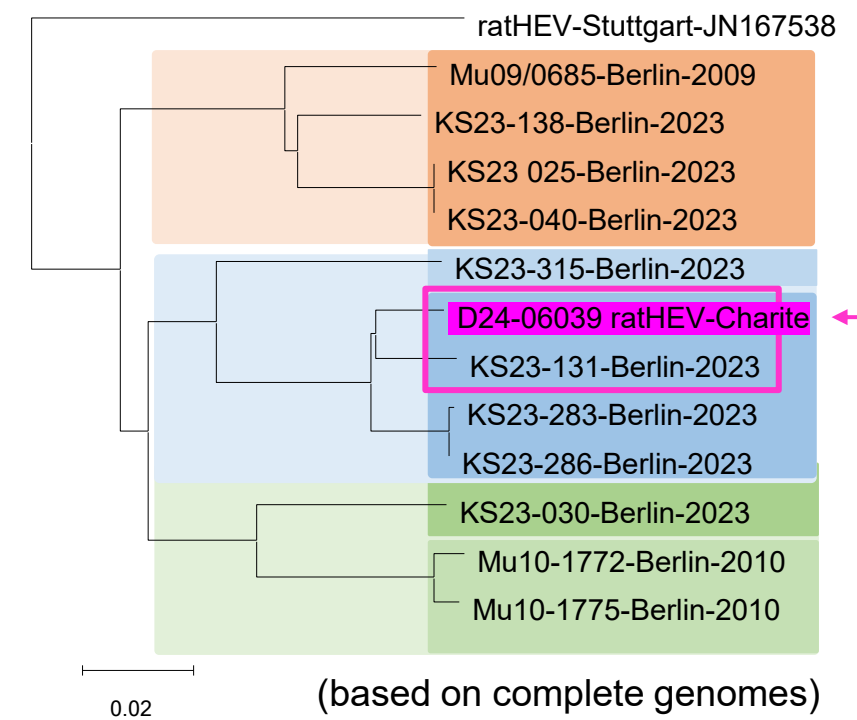 ratHEV-Stuttgart-JN167538
Mu09/0685-Berlin-2009
KS23-138-Berlin-2023
KS23 025-Berlin-2023
KS23-040-Berlin-2023
KS23-315-Berlin-2023
D24-06039 ratHEV-Charite
KS23-131-Berlin-2023
KS23-283-Berlin-2023
KS23-286-Berlin-2023
KS23-030-Berlin-2023
Mu10-1772-Berlin-2010
Mu10-1775-Berlin-2010
0.02
(based on complete genomes)